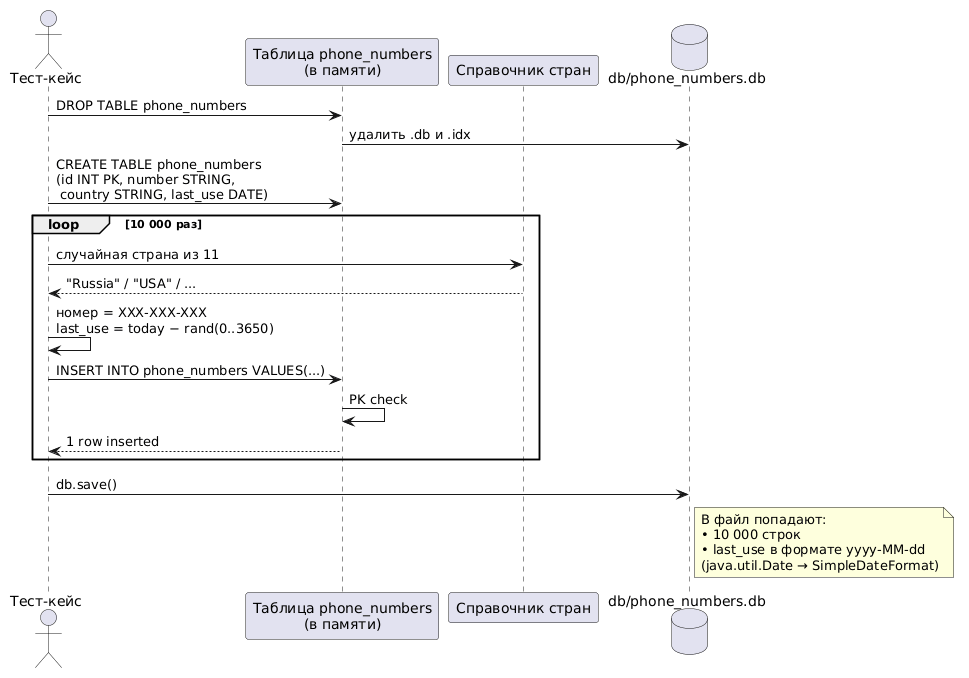 Тест-кейс
Таблица phone_numbers
(в памяти)
Справочник стран
db/phone_numbers.db
DROP TABLE phone_numbers
удалить .db и .idx
CREATE TABLE phone_numbers
(id INT PK, number STRING,
country STRING, last_use DATE)
loop [10 000 раз]
случайная страна из 11
"Russia" / "USA" / ...
номер = XXX-XXX-XXX
last_use = today − rand(0..3650)
INSERT INTO phone_numbers VALUES(...)
PK check
1 row inserted
db.save()
В файл попадают:
• 10 000 строк
• last_use в формате yyyy-MM-dd
(java.util.Date → SimpleDateFormat)
Тест-кейс
Таблица phone_numbers
(в памяти)
Справочник стран
db/phone_numbers.db